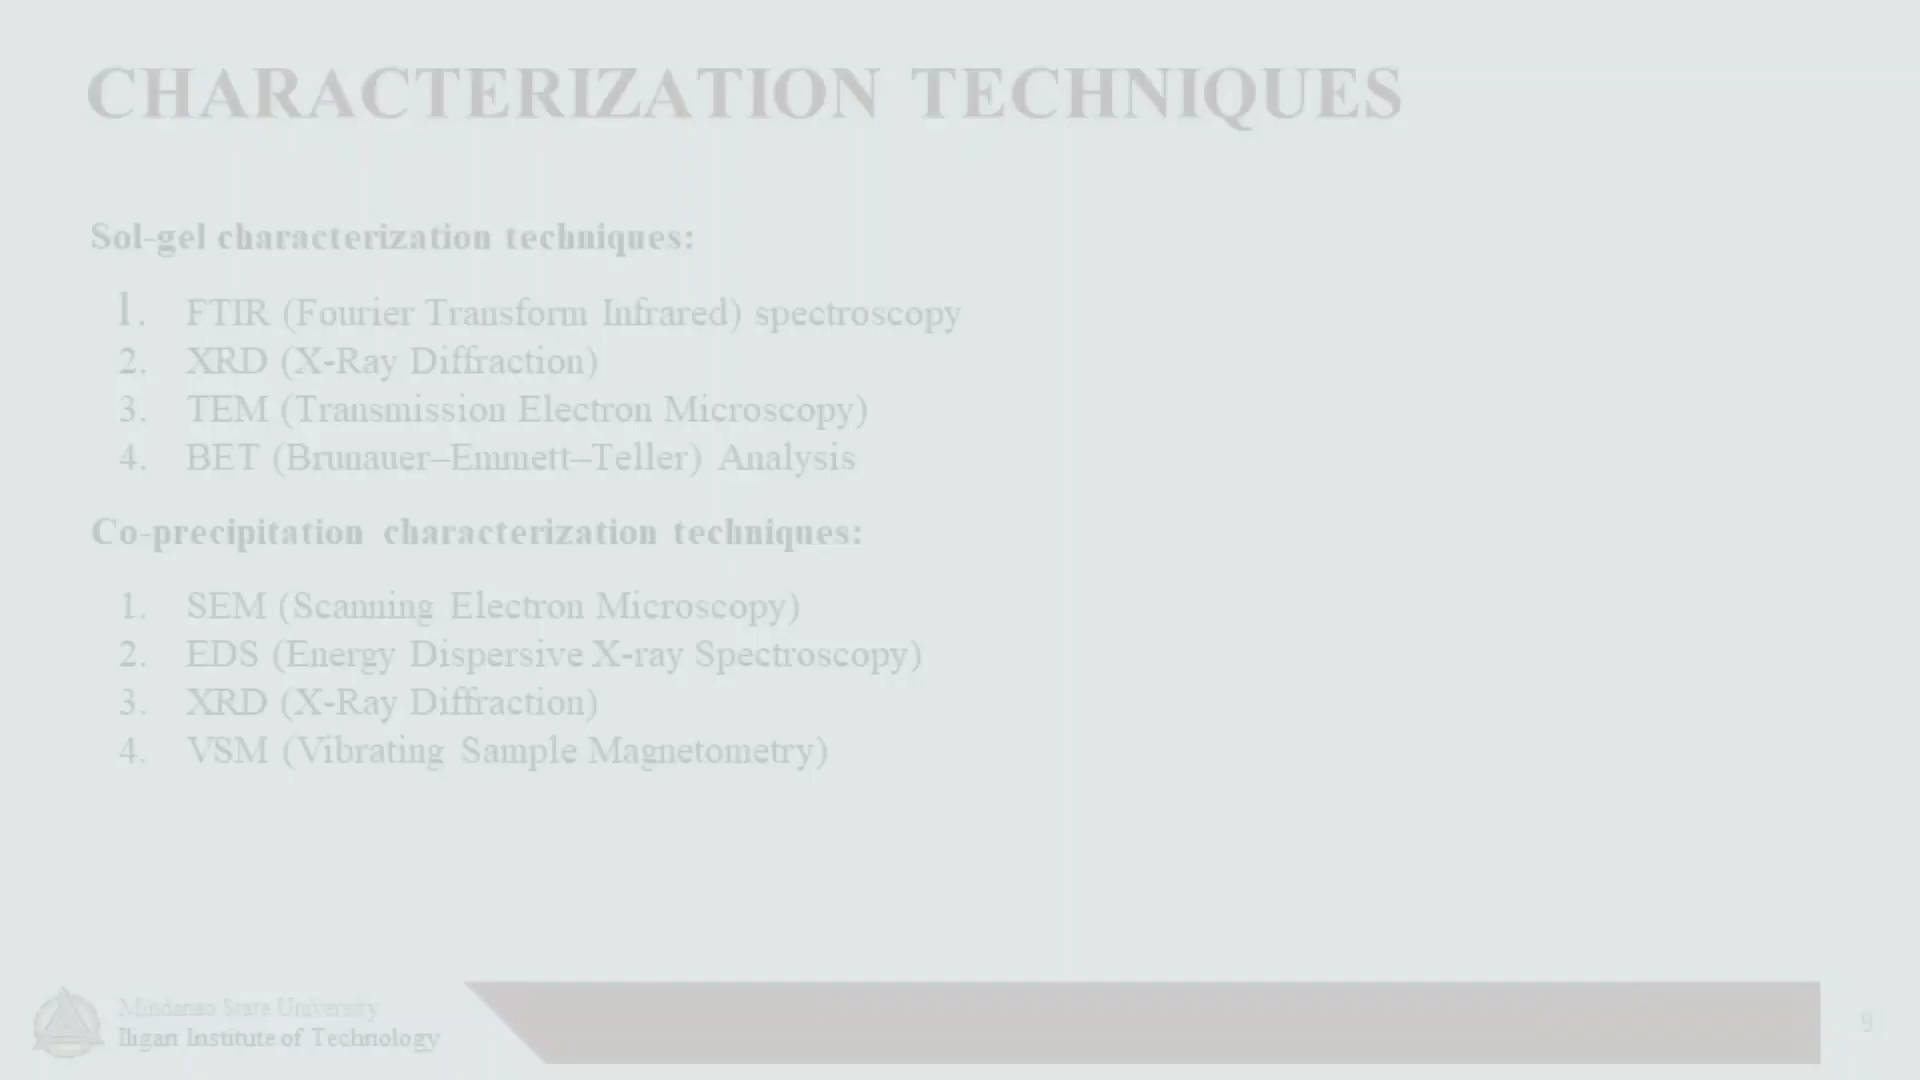 CHARACTERIZATION TECHNIQUES
Sol-gel characterization techniques:
1. FTIR (Fourier Transform Infrared) spectroscopy
2. XRD (X-Ray Diffraction)
3. TEM (Transmission Electron Microscopy)
4. BET (Brunauer–Emmett–Teller) Analysis
Co-precipitation characterization techniques:
1. SEM (Scanning Electron Microscopy)
2. EDS (Energy Dispersive X-ray Spectroscopy)
3. XRD (X-Ray Diffraction)
4. VSM (Vibrating Sample Magnetometry)
Mindanao State University
Iligan Institute of Technology
9